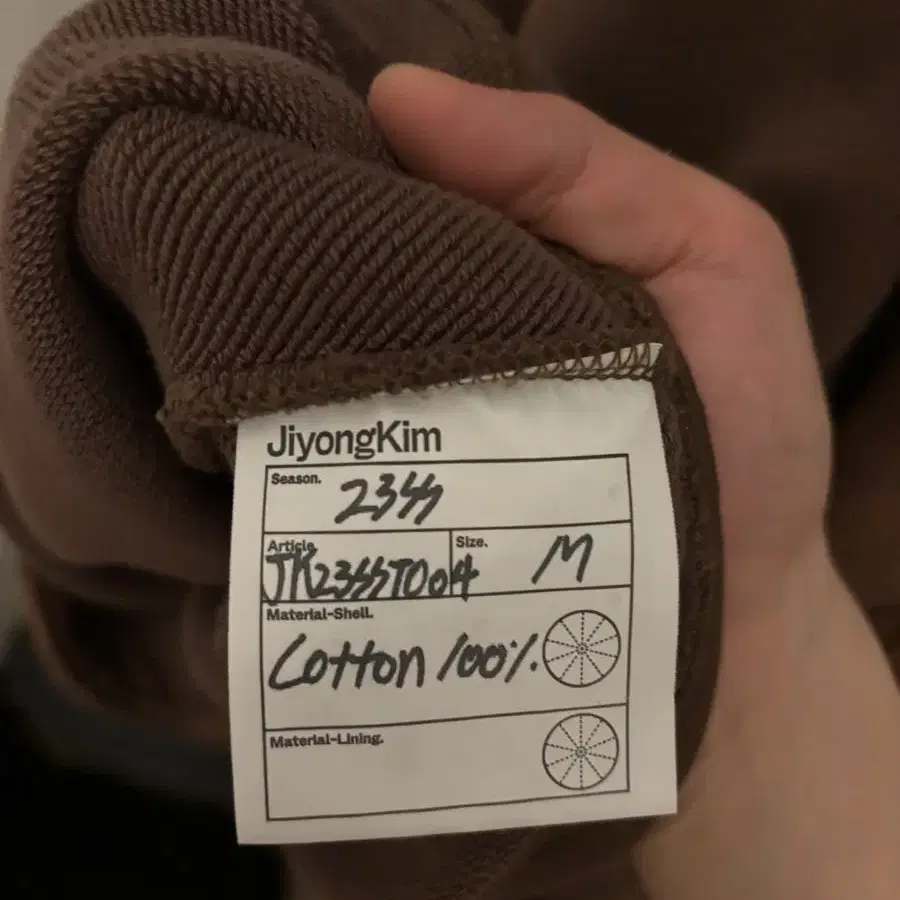 JiyongKim
Season.
23SS
Article.
JK23SST004
Size.
M
Material-Shell.
Cotton 100%.
Material-Lining.